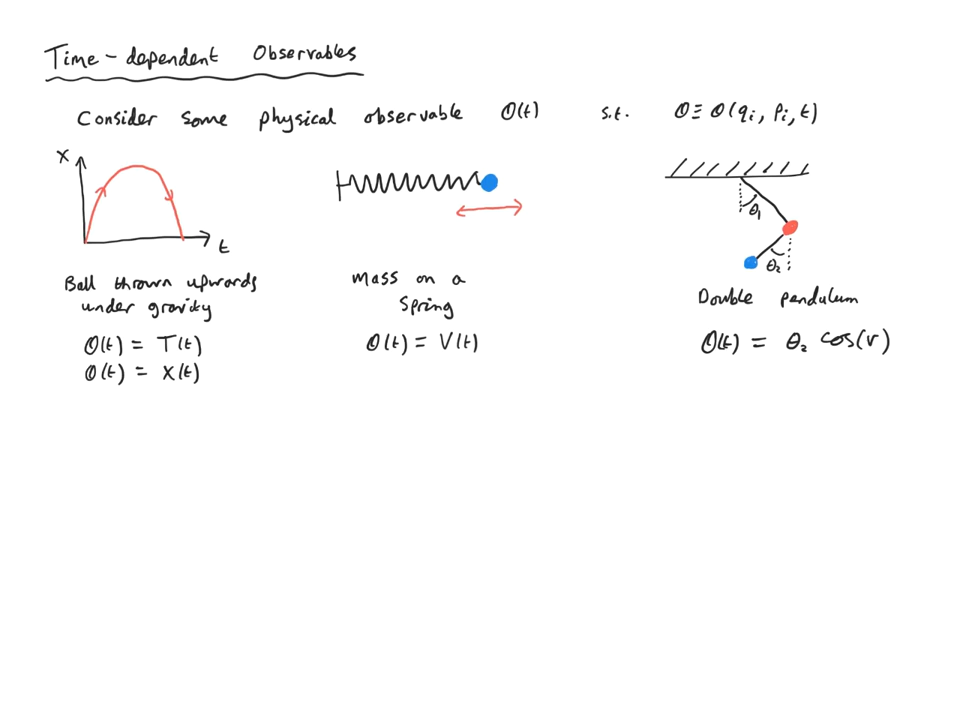 Time - dependent Observables
Consider some physical observable O(t) s.t. O ≡ O(qi, pi, t)
x
t
θ1
θ2
Ball thrown upwards
under gravity
O(t) = T(t)
O(t) = x(t)
Mass on a
Spring
O(t) = V(t)
Double pendulum
O(t) = θ2 cos(r)